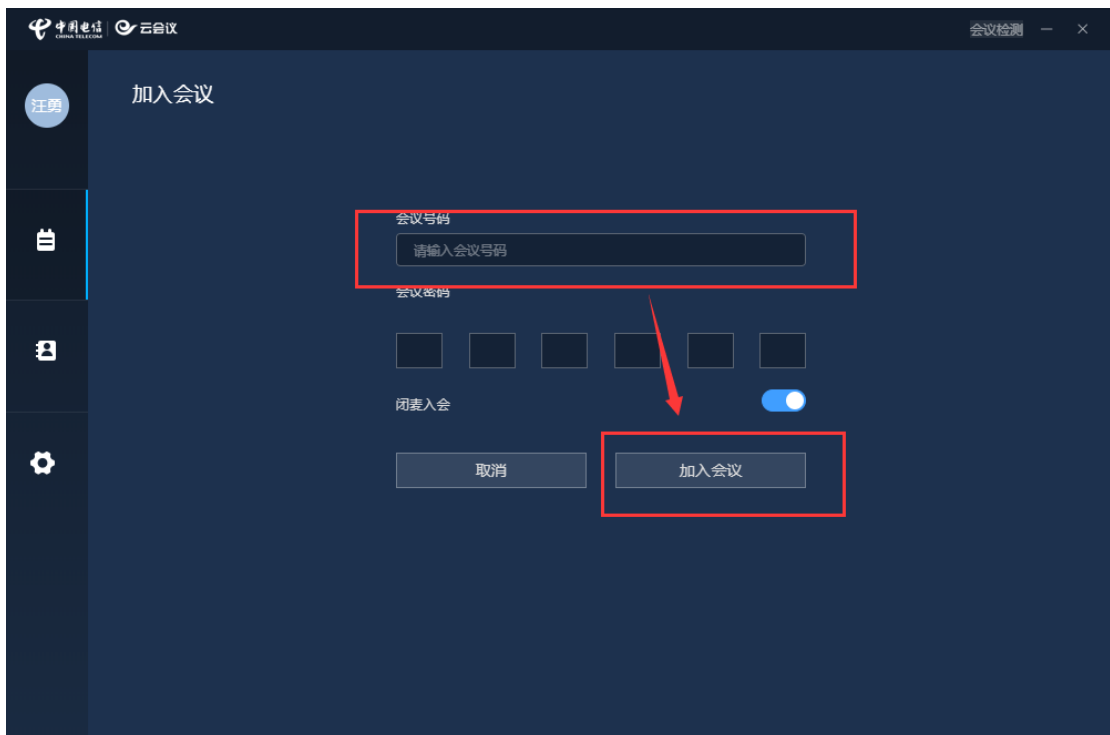 中国电信 CHINA TELECOM 云会议 会议检测
汪勇
加入会议
会议号码
请输入会议号码
会议密码
闭麦入会
取消 加入会议